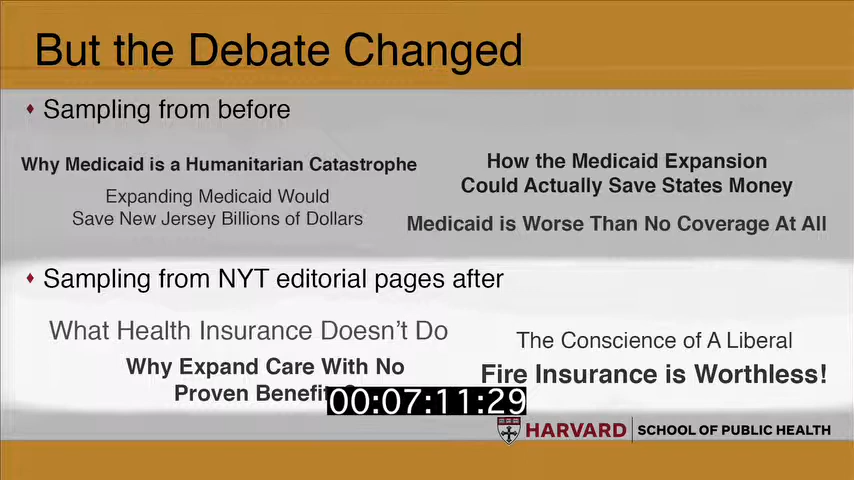 But the Debate Changed
Sampling from before
Why Medicaid is a Humanitarian Catastrophe
Expanding Medicaid Would
Save New Jersey Billions of Dollars
How the Medicaid Expansion
Could Actually Save States Money
Medicaid is Worse Than No Coverage At All
Sampling from NYT editorial pages after
What Health Insurance Doesn't Do
Why Expand Care With No
Proven
The Conscience of A Liberal
Fire Insurance is Worthless!
00:07:11:29
HARVARD SCHOOL OF PUBLIC HEALTH